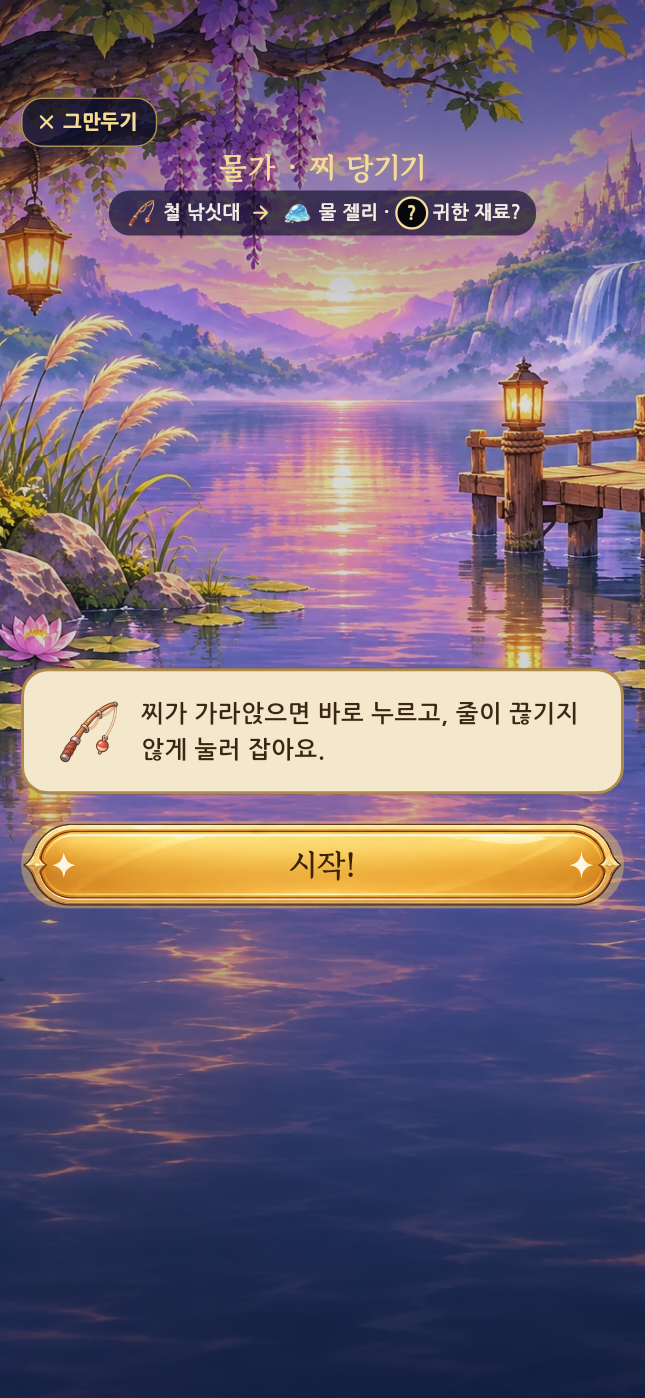 × 그만두기
물가 · 찌 당기기
철 낚싯대 → 물 젤리 · ? 귀한 재료?
찌가 가라앉으면 바로 누르고, 줄이 끊기지
않게 눌러 잡아요.
시작!